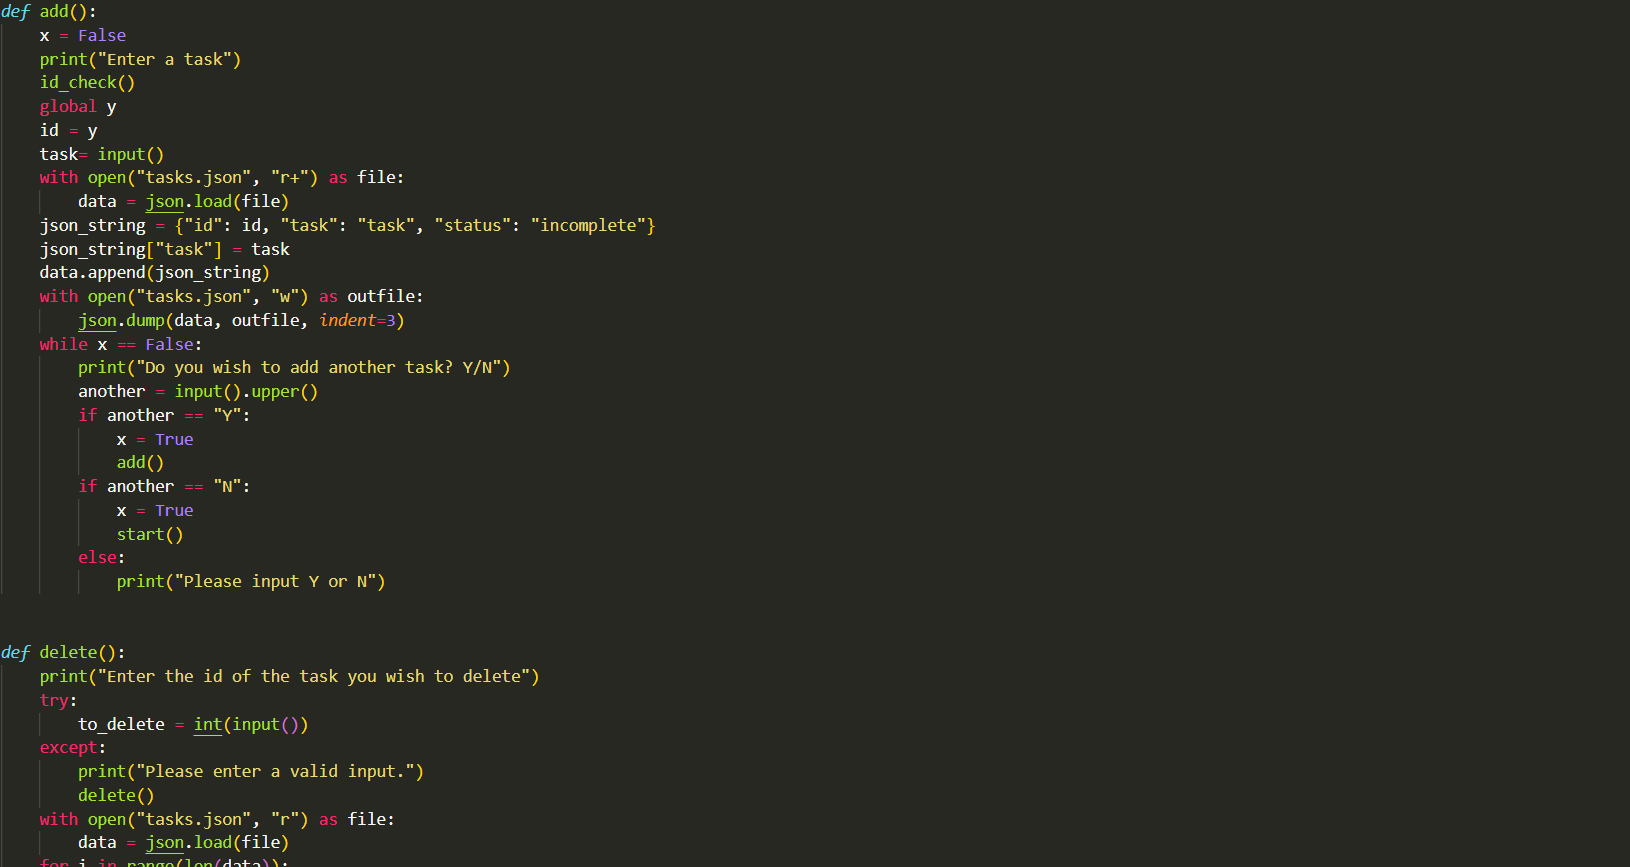 def add():
    x = False
    print("Enter a task")
    id_check()
    global y
    id = y
    task= input()
    with open("tasks.json", "r+") as file:
        data = json.load(file)
    json_string = {"id": id, "task": "task", "status": "incomplete"}
    json_string["task"] = task
    data.append(json_string)
    with open("tasks.json", "w") as outfile:
        json.dump(data, outfile, indent=3)
    while x == False:
        print("Do you wish to add another task? Y/N")
        another = input().upper()
        if another == "Y":
            x = True
            add()
        if another == "N":
            x = True
            start()
        else:
            print("Please input Y or N")
def delete():
    print("Enter the id of the task you wish to delete")
    try:
        to_delete = int(input())
    except:
        print("Please enter a valid input.")
        delete()
    with open("tasks.json", "r") as file:
        data = json.load(file)
    for i in range(len(data)):